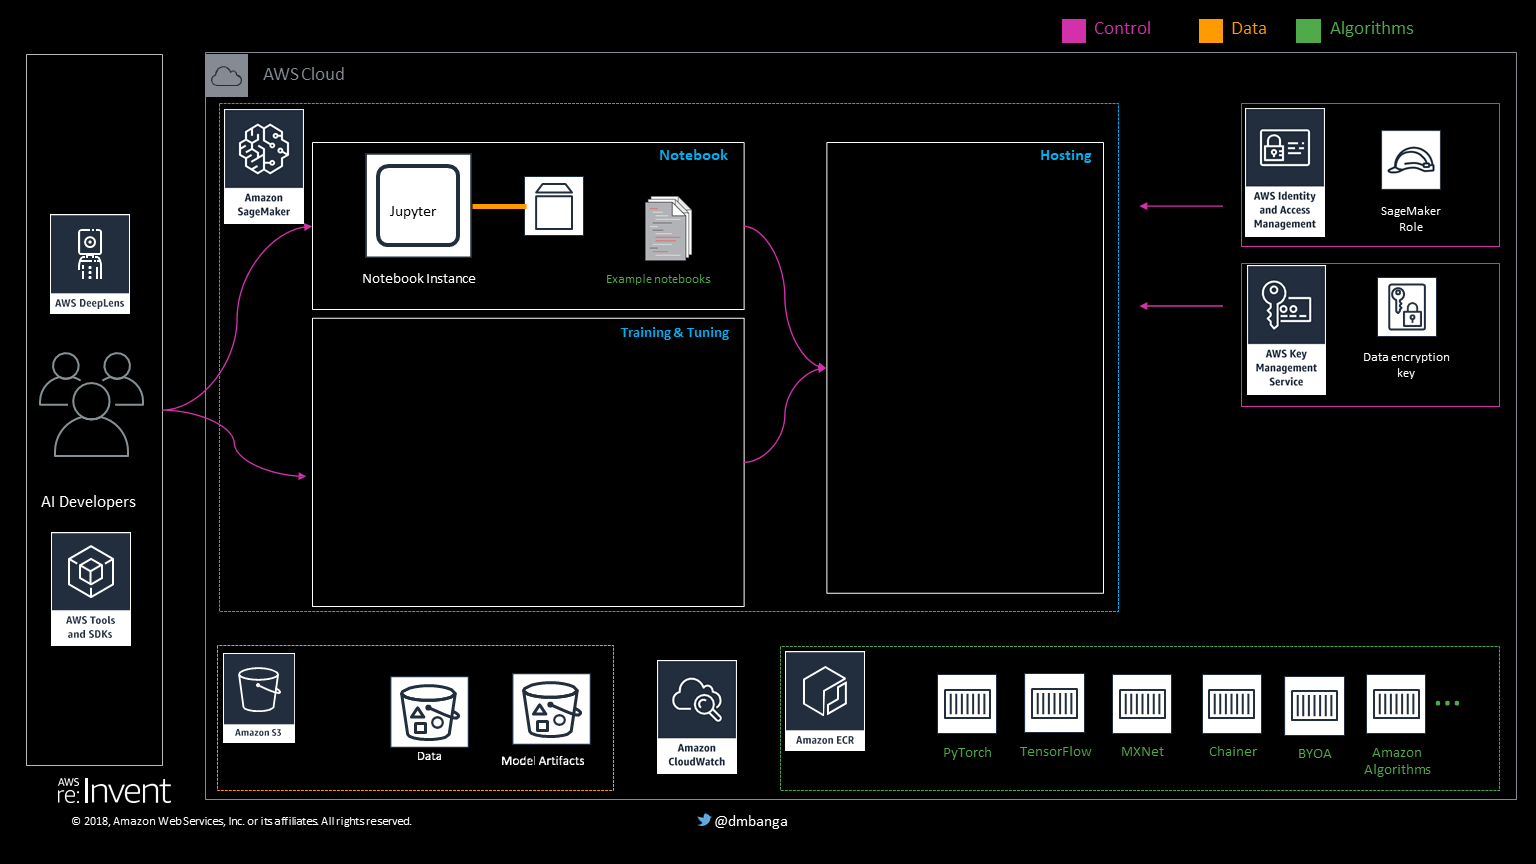 Control
Data
Algorithms
AWS Cloud
Amazon
SageMaker
Notebook
Jupyter
Notebook Instance
Example notebooks
Training & Tuning
Hosting
AWS Identity
and Access
Management
SageMaker
Role
AWS Key
Management
Service
Data encryption
key
AWS DeepLens
AI Developers
AWS Tools
and SDKs
Amazon S3
Data
Model Artifacts
Amazon
CloudWatch
Amazon ECR
PyTorch
TensorFlow
MXNet
Chainer
BYOA
Amazon
Algorithms
...
AWS
re:Invent
© 2018, Amazon Web Services, Inc. or its affiliates. All rights reserved.
@dmbanga